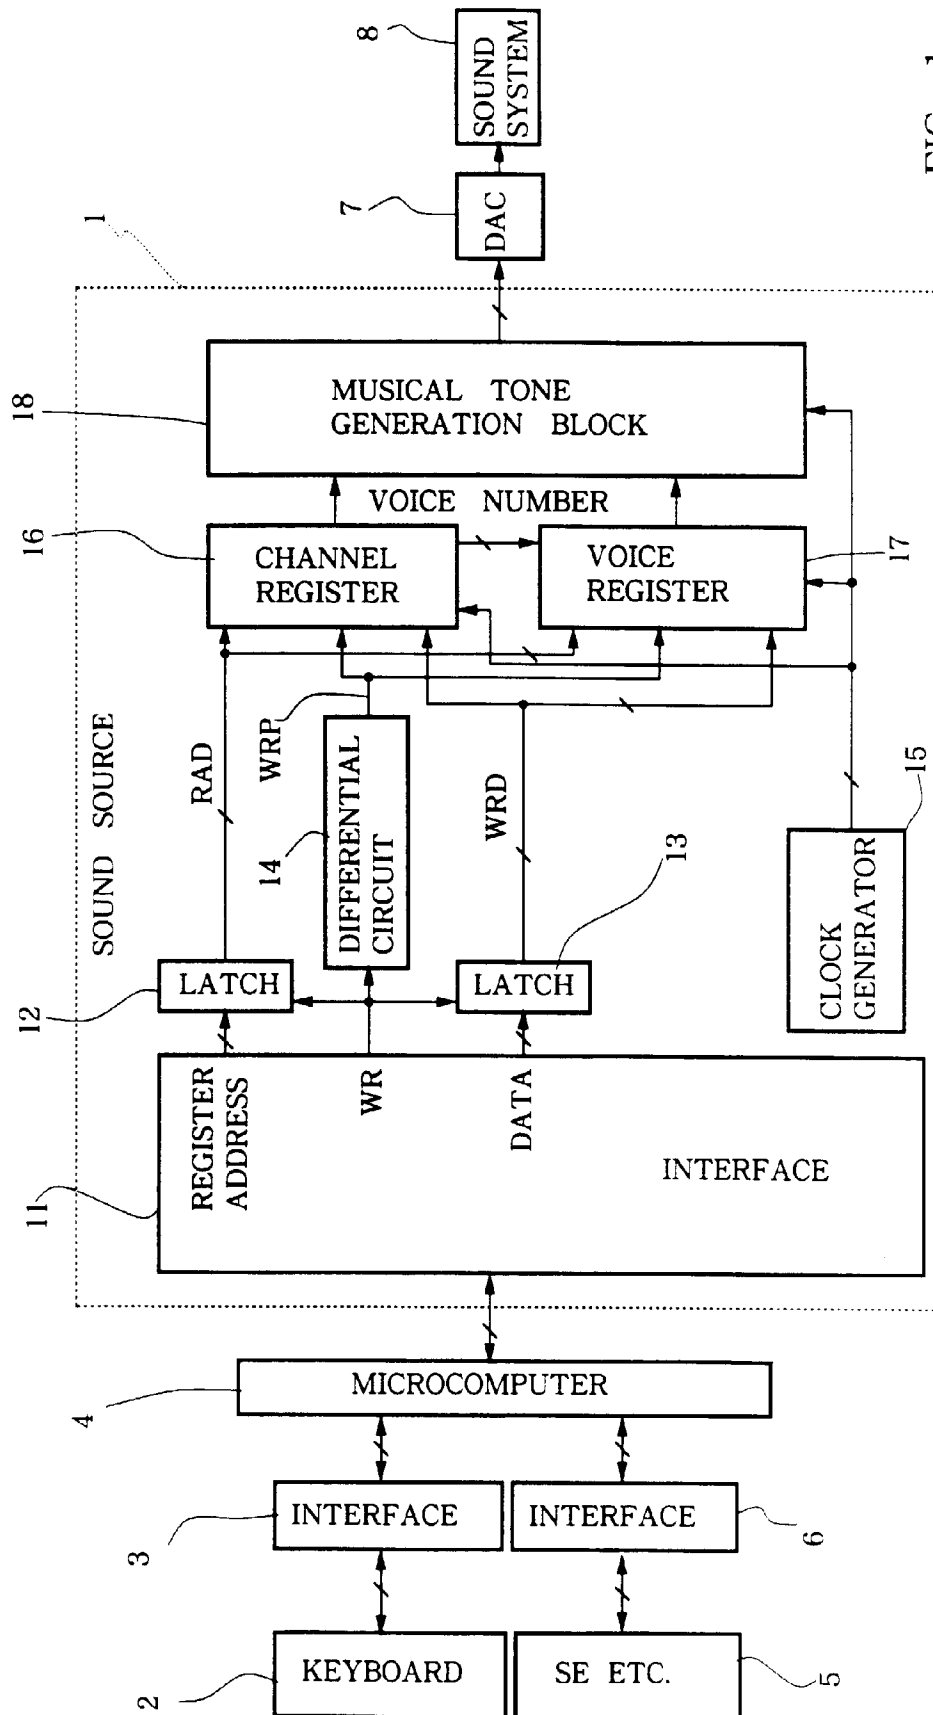 8
SOUND
SYSTEM
7
DAC
1
18
MUSICAL TONE
GENERATION BLOCK
VOICE NUMBER
16
CHANNEL
REGISTER
VOICE
REGISTER
17
SOUND SOURCE
RAD
WRP
14
DIFFERENTIAL
CIRCUIT
WRD
13
15
CLOCK
GENERATOR
12
LATCH
LATCH
11
REGISTER
ADDRESS
WR
DATA
INTERFACE
4
MICROCOMPUTER
3
INTERFACE
INTERFACE
6
2
KEYBOARD
SE ETC.
5